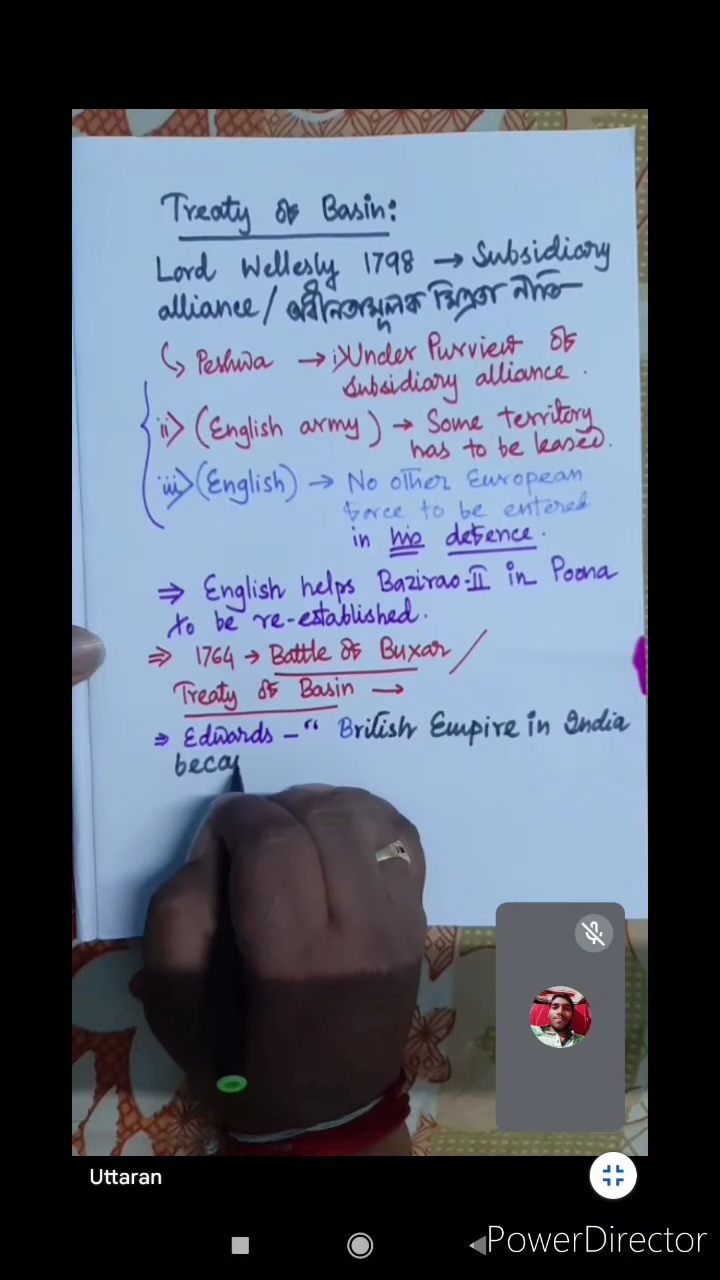 Treaty of Basin:
Lord Wellesly 1798 → Subsidiary
alliance / অধীনতামূলক মিত্রতা নীতি
↳ Peshwa → i> Under Purview of
Subsidiary alliance.
ii> (English army) → Some territory
has to be leased.
iii> (English) → No other European
force to be entered
in his defence.
⇒ English helps Bazirao-II in Poona
to be re-established.
⇒ 1764 → Battle of Buxar /
Treaty of Basin →
⇒ Edwards – " British Empire in India
beca
Uttaran
PowerDirector